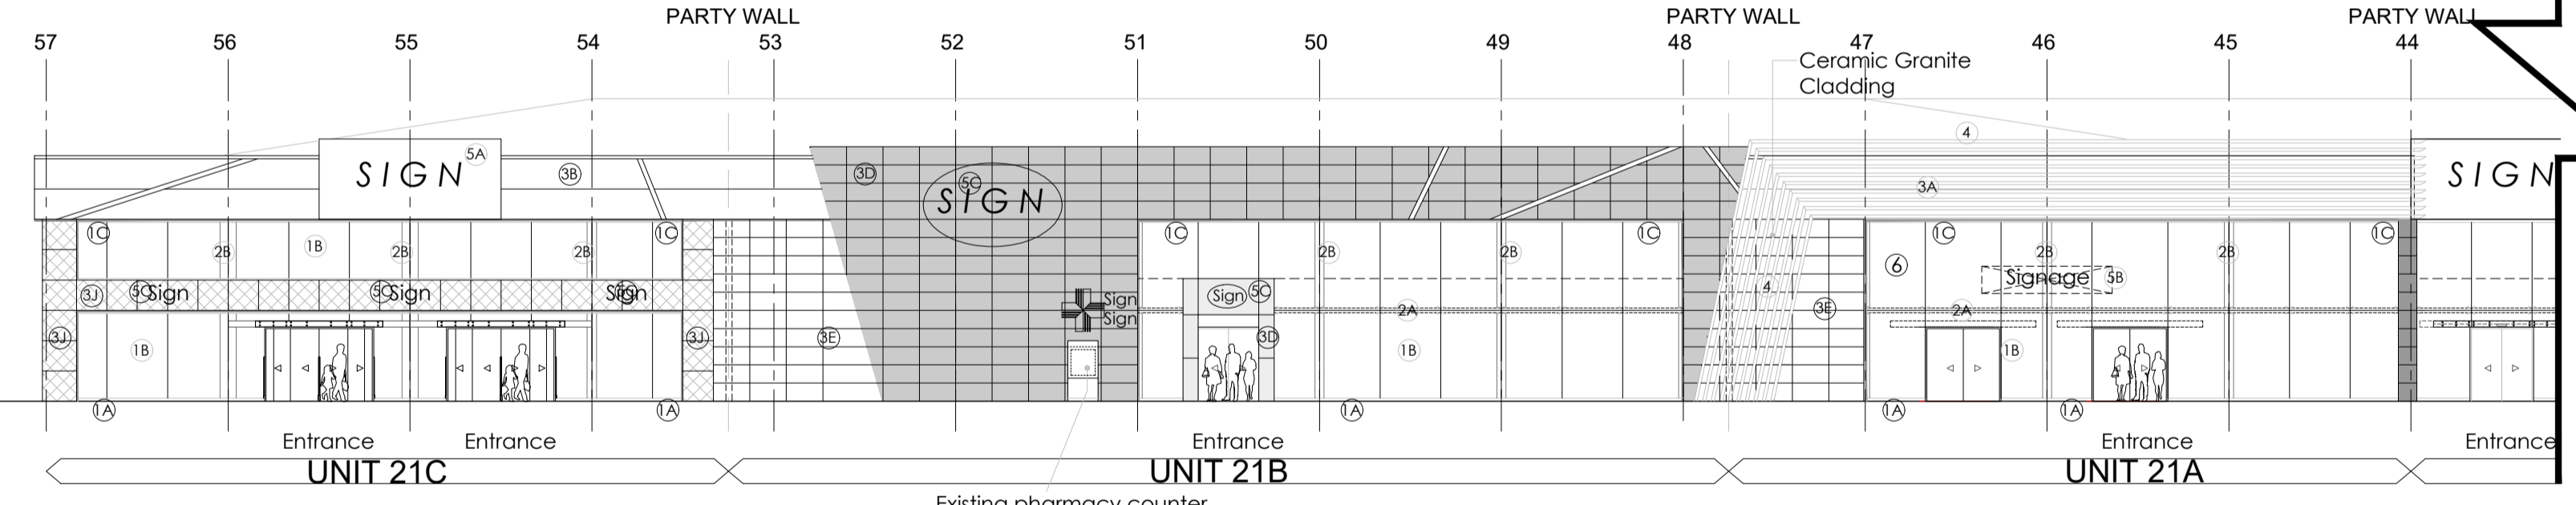 PARTY WALL PARTY WALL PARTY WALL
57 56 55 54 53 52 51 50 49 48 47 46 45 44
Ceramic Granite
Cladding
4
5A
SIGN 3B 3D 5C 3A SIGN
SIGN
1C 1C 1C 1C 1C 1C
2B 1B 2B 2B 2B 2B 2B 2B
6 Signage 5B
3J 5C Sign 5C Sign Sign Sign Sign 5C 4
Sign 2A 2A 3E
3J 3J 3E 3D
1B 1B 1B
1A 1A 1A 1A 1A
Entrance Entrance Entrance Entrance Entrance
UNIT 21C UNIT 21B UNIT 21A
Existing pharmacy counter